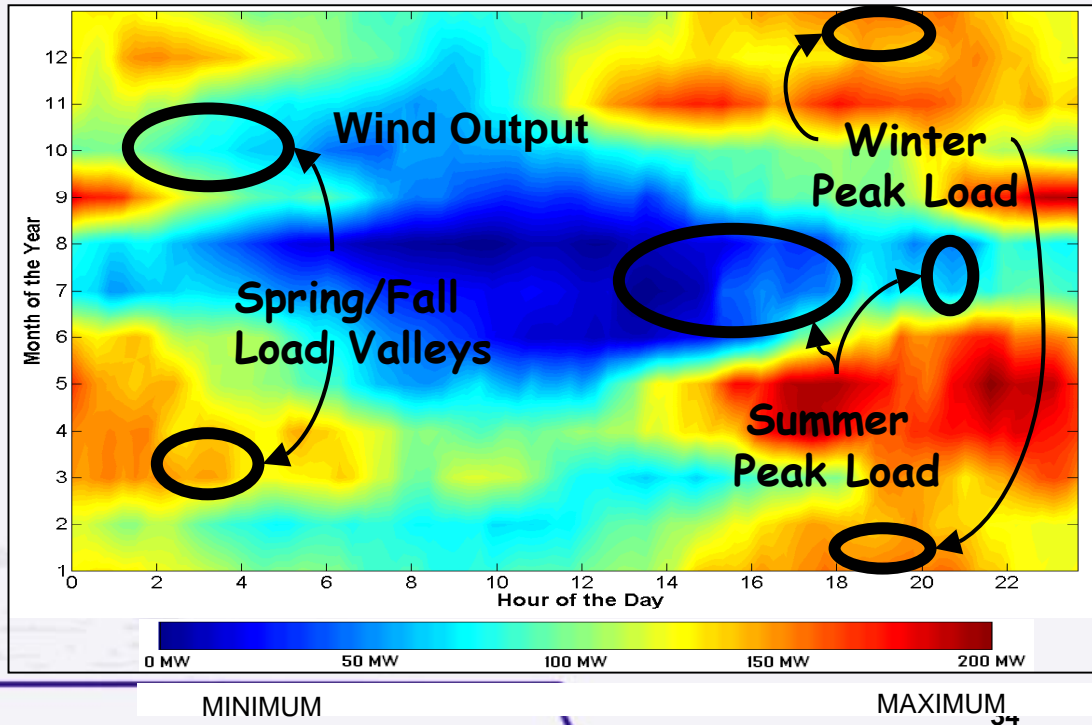 Month of the Year
12
11
10
9
8
7
6
5
4
3
2
1
Wind Output
Winter
Peak Load
Spring/Fall
Load Valleys
Summer
Peak Load
0 2 4 6 8 10 12 14 16 18 20 22
Hour of the Day
0 MW 50 MW 100 MW 150 MW 200 MW
MINIMUM MAXIMUM
34